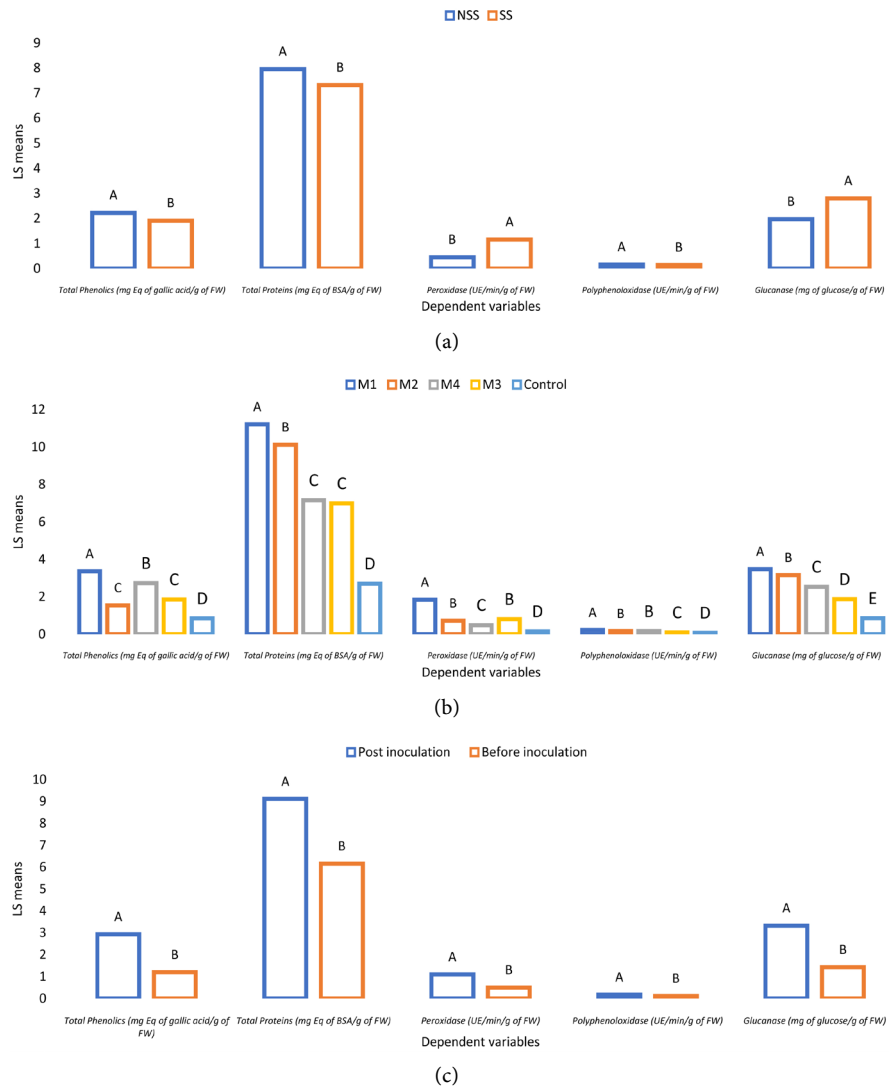 NSS SS
9
8
7
6
5
4
3
2
1
0
LS means
A B
A B
B A
A B
B A
Total Phenolics (mg Eq of gallic acid/g of FW) Total Proteins (mg Eq of BSA/g of FW) Peroxidase (UE/min/g of FW) Polyphenoloxidase (UE/min/g of FW) Glucanase (mg of glucose/g of FW)
Dependent variables
(a)
M1 M2 M4 M3 Control
12
10
8
6
4
2
0
LS means
A C B C D
A B C C D
A B C B D
A B B C D
A B C D E
Total Phenolics (mg Eq of gallic acid/g of FW) Total Proteins (mg Eq of BSA/g of FW) Peroxidase (UE/min/g of FW) Polyphenoloxidase (UE/min/g of FW) Glucanase (mg of glucose/g of FW)
Dependent variables
(b)
Post inoculation Before inoculation
10
9
8
7
6
5
4
3
2
1
0
LS means
A B
A B
A B
A B
A B
Total Phenolics (mg Eq of gallic acid/g of Total Proteins (mg Eq of BSA/g of FW) Peroxidase (UE/min/g of FW) Polyphenoloxidase (UE/min/g of FW) Glucanase (mg of glucose/g of FW)
FW)
Dependent variables
(c)